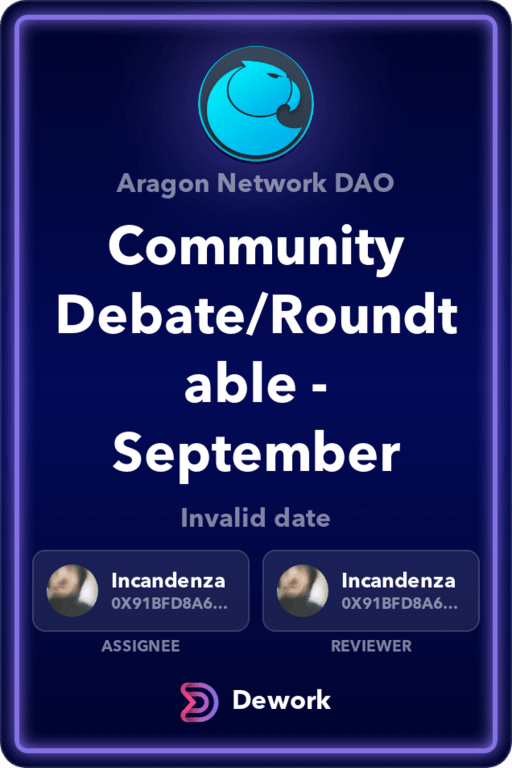 Aragon Network DAO
Community
Debate/Roundt
able -
September
Invalid date
Incandenza
0X91BFD8A6...
ASSIGNEE
Incandenza
0X91BFD8A6...
REVIEWER
Dework